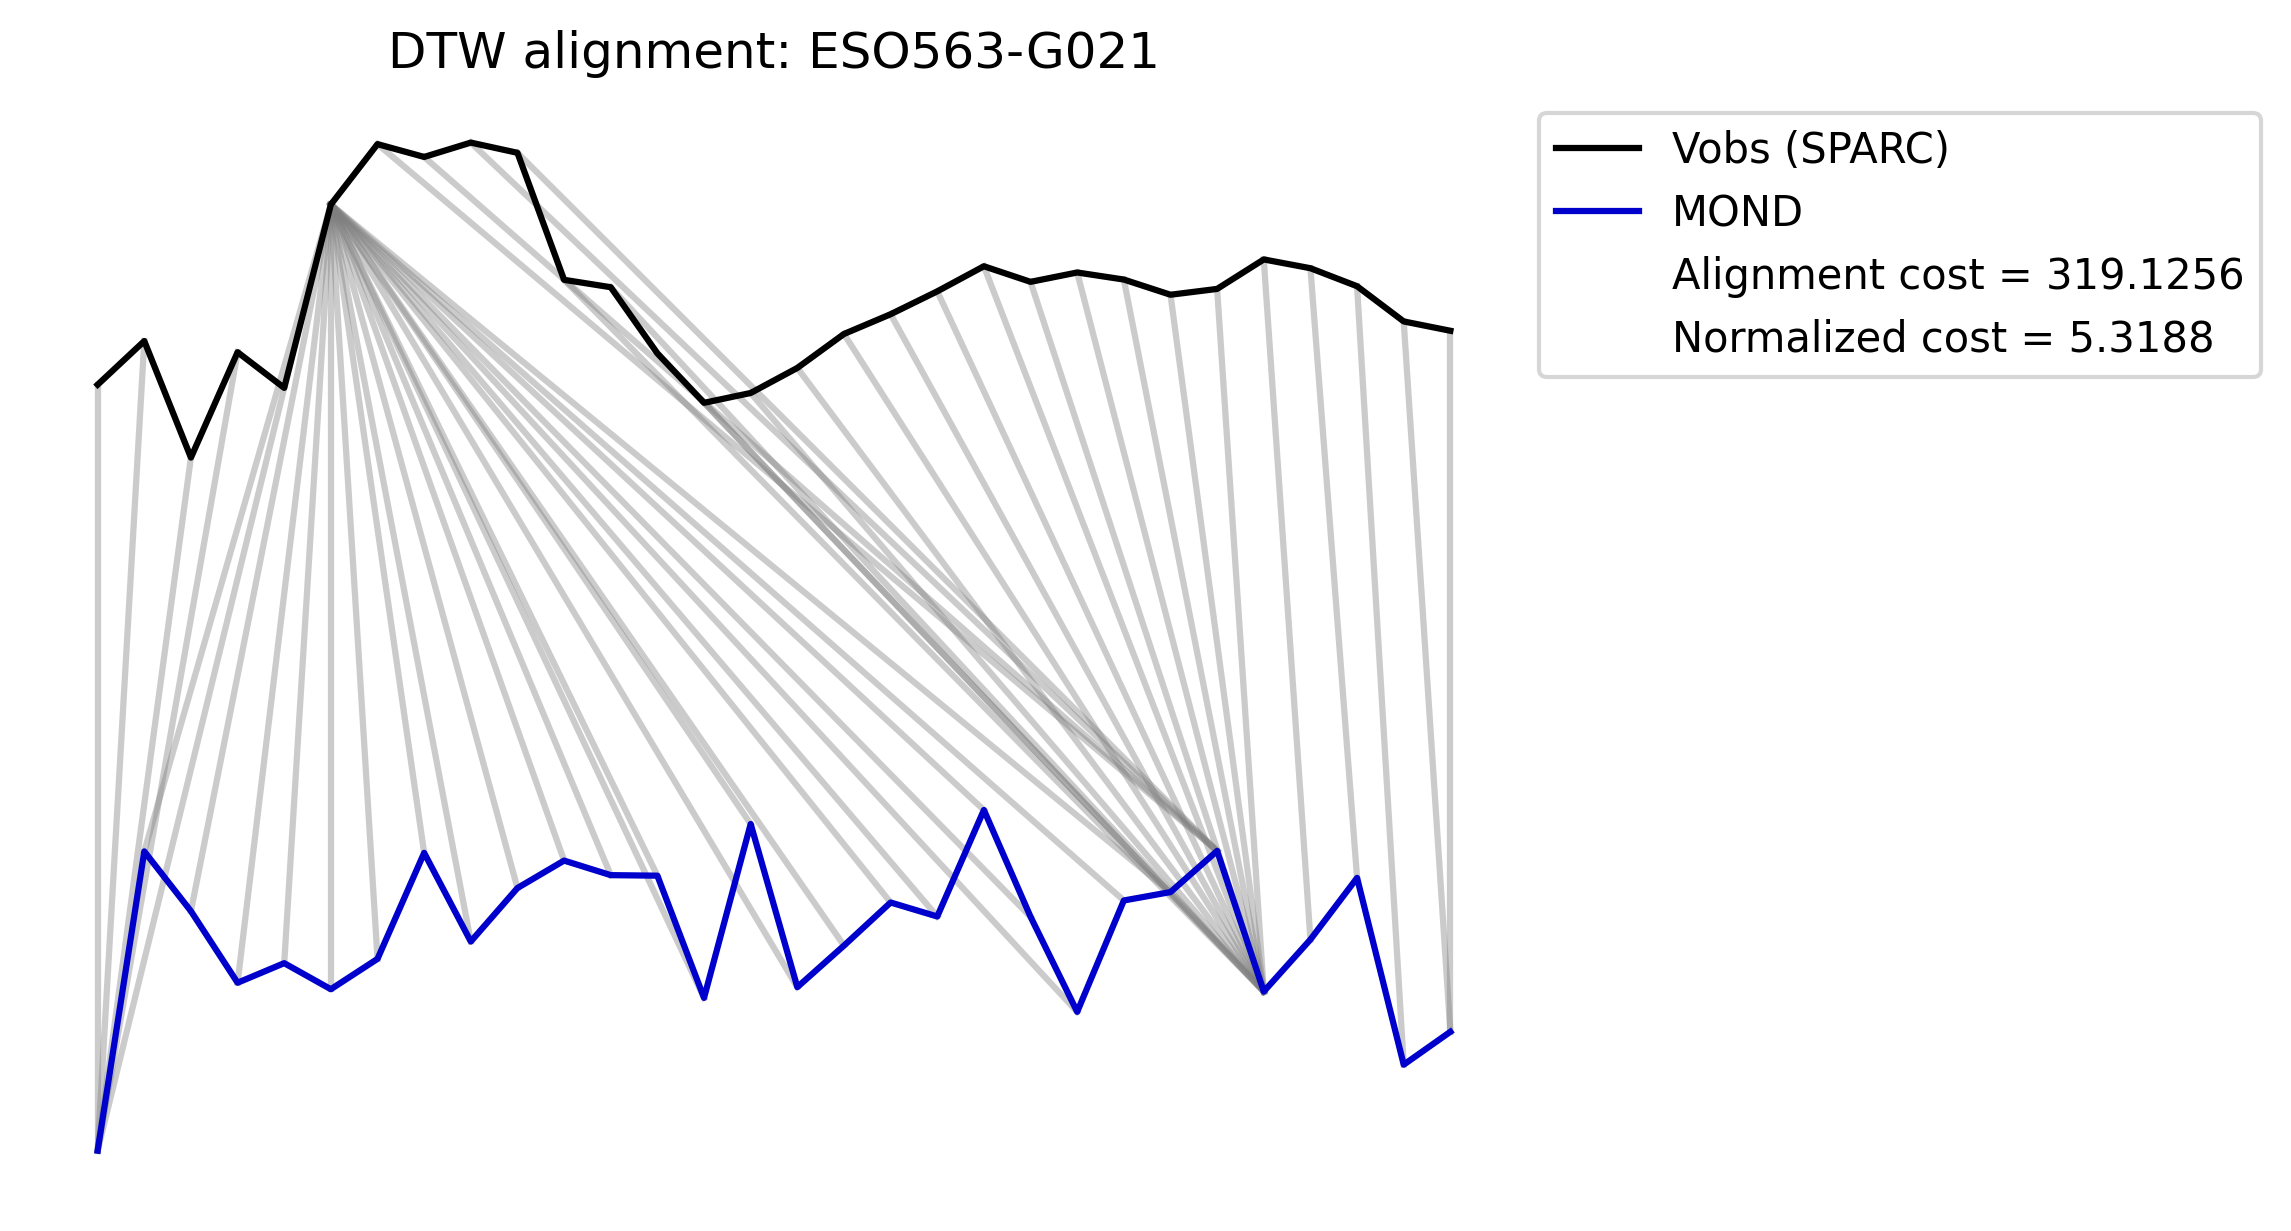 DTW alignment: ESO563-G021
Vobs (SPARC)
MOND
Alignment cost = 319.1256
Normalized cost = 5.3188